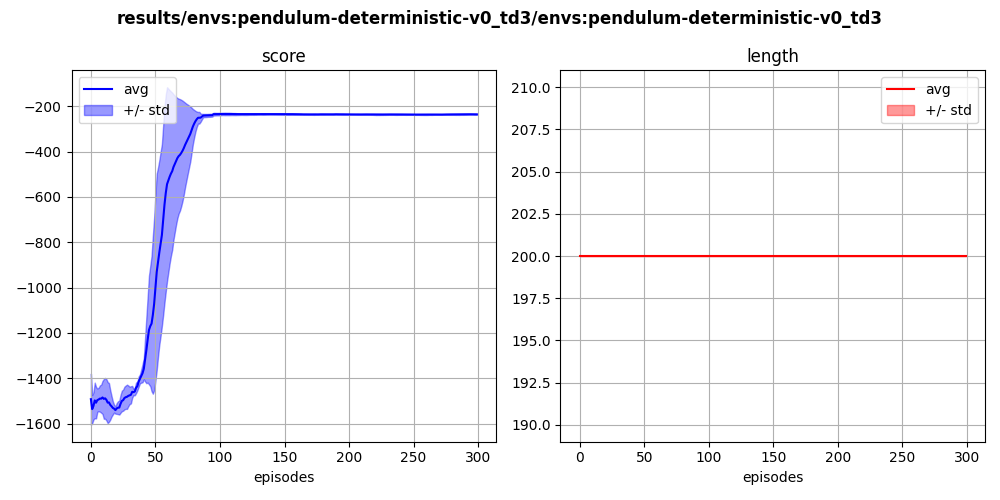 results/envs:pendulum-deterministic-v0_td3/envs:pendulum-deterministic-v0_td3
score
avg
+/- std
−200
−400
−600
−800
−1000
−1200
−1400
−1600
0 50 100 150 200 250 300
episodes
length
avg
+/- std
210.0
207.5
205.0
202.5
200.0
197.5
195.0
192.5
190.0
0 50 100 150 200 250 300
episodes